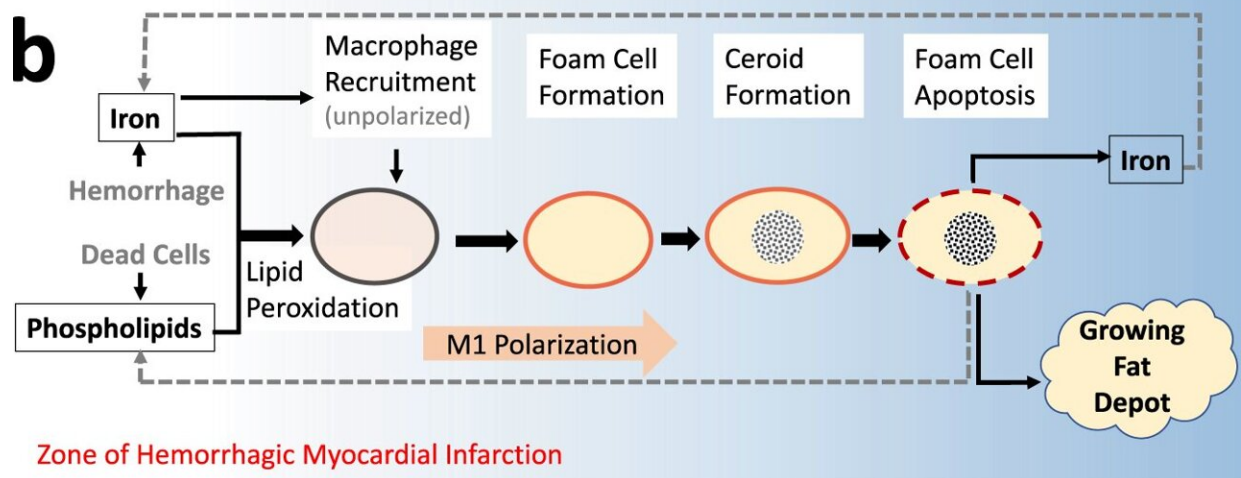 b
Macrophage
Recruitment
(unpolarized)
Foam Cell
Formation
Ceroid
Formation
Foam Cell
Apoptosis
Iron
Hemorrhage
Dead Cells
Phospholipids
Lipid
Peroxidation
M1 Polarization
Iron
Growing
Fat
Depot
Zone of Hemorrhagic Myocardial Infarction